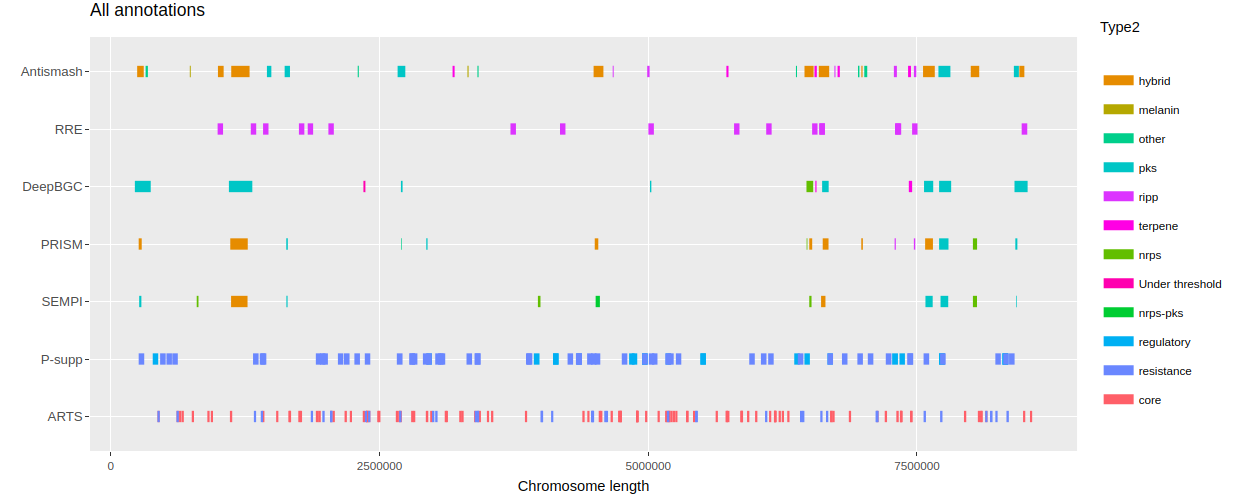 All annotations
Antismash
RRE
DeepBGC
PRISM
SEMPI
P-supp
ARTS
0
2500000
5000000
7500000
Chromosome length
Type2
hybrid
melanin
other
pks
ripp
terpene
nrps
Under threshold
nrps-pks
regulatory
resistance
core